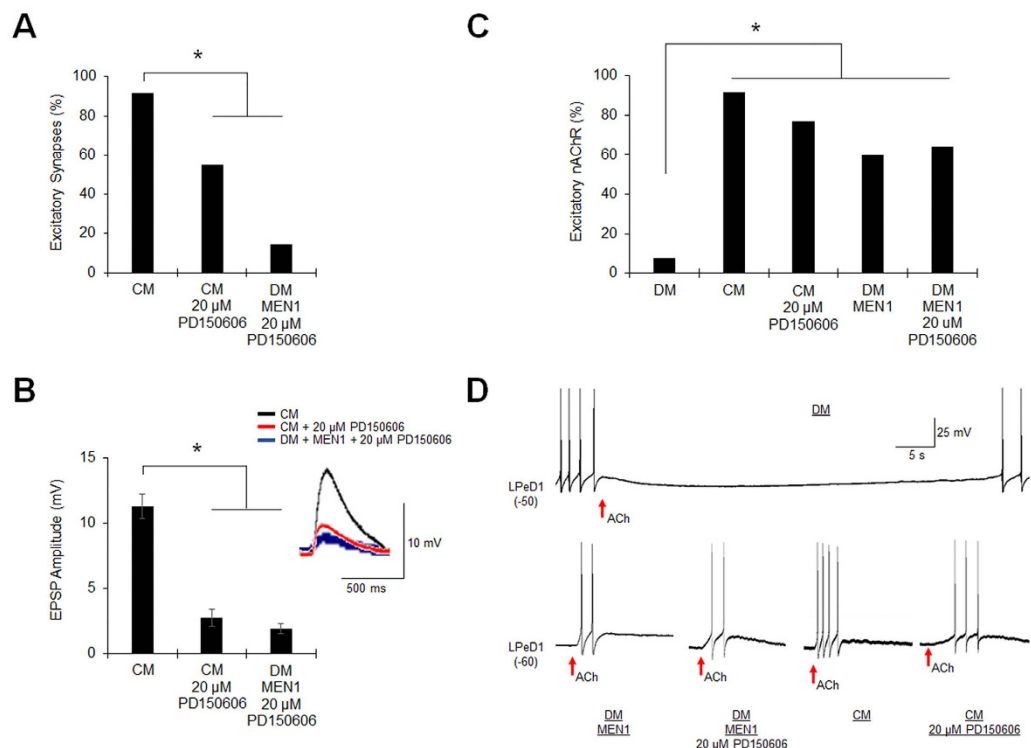 A
*
Excitatory Synapses (%)
100
80
60
40
20
0
CM
CM
20 µM
PD150606
DM
MEN1
20 µM
PD150606
B
CM
CM + 20 µM PD150606
DM + MEN1 + 20 µM PD150606
*
EPSP Amplitude (mV)
15
10
5
0
10 mV
500 ms
CM
CM
20 µM
PD150606
DM
MEN1
20 µM
PD150606
C
*
Excitatory nAChR (%)
100
80
60
40
20
0
DM
CM
CM
20 µM
PD150606
DM
MEN1
DM
MEN1
20 uM
PD150606
D
DM
25 mV
5 s
LPeD1
(-50)
ACh
LPeD1
(-60)
ACh
ACh
ACh
ACh
DM
MEN1
DM
MEN1
20 µM PD150606
CM
CM
20 µM PD150606